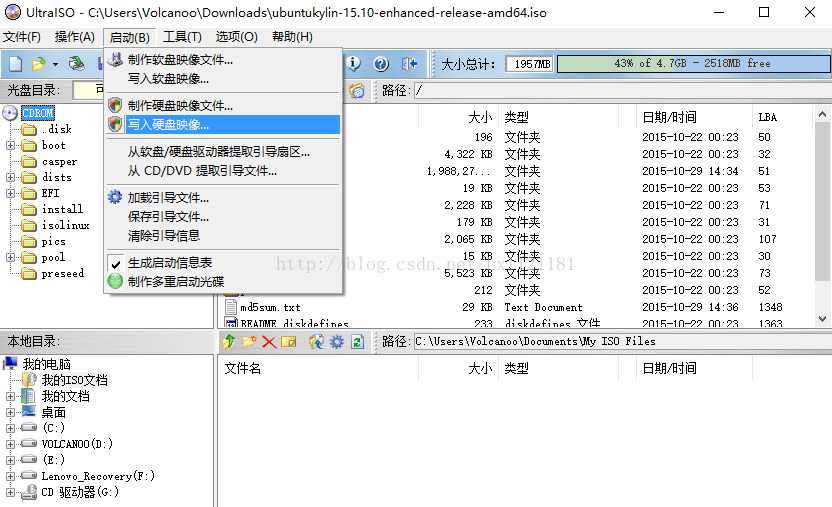 UltraISO - C:\Users\Volcanoo\Downloads\ubuntukylin-15.10-enhanced-release-amd64.iso
文件(F) 操作(A) 启动(B) 工具(T) 选项(O) 帮助(H)
大小总计: 1957MB 43% of 4.7GB - 2518MB free
光盘目录: 可 路径: /
制作软盘映像文件...
写入软盘映像...
制作硬盘映像文件...
写入硬盘映像...
从软盘/硬盘驱动器提取引导扇区...
从 CD/DVD 提取引导文件...
加载引导文件...
保存引导文件...
清除引导信息
生成启动信息表
制作多重启动光碟
CDROM
.disk
boot
casper
dists
EFI
install
isolinux
pics
pool
preseed
大小 类型 日期/时间 LBA
196 文件夹 2015-10-22 00:23 50
4,322 KB 文件夹 2015-10-22 00:23 32
1,988,27... 文件夹 2015-10-29 14:34 51
19 KB 文件夹 2015-10-22 00:23 53
2,228 KB 文件夹 2015-10-22 00:23 71
179 KB 文件夹 2015-10-22 00:23 31
2,065 KB 文件夹 2015-10-22 00:23 107
15 KB 文件夹 2015-10-22 00:23 30
5,523 KB 文件夹 2015-10-22 00:23 73
212 文件夹 2015-10-22 00:23 52
md5sum.txt 29 KB Text Document 2015-10-29 14:36 1348
README.diskdefines 233 diskdefines 文件 2015-10-22 00:23 1363
本地目录: 路径: C:\Users\Volcanoo\Documents\My ISO Files
我的电脑
我的ISO文档
我的文档
桌面
(C:)
VOLCANOO(D:)
(E:)
Lenovo_Recovery(F:)
CD 驱动器(G:)
文件名 大小 类型 日期/时间